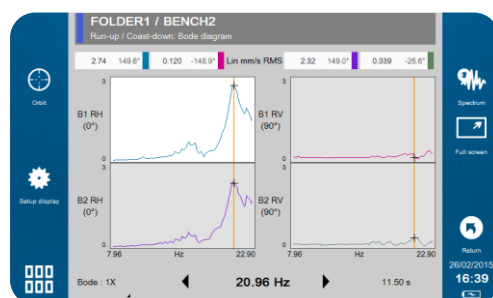 FOLDER1 / BENCH2
Run-up / Coast-down: Bode diagram
2.74 149.6° 0.120 -148.9° Lin mm/s RMS 2.32 149.0° 0.339 -25.6°
Orbit
Setup display
3
B1 RH
(0°)
0
3
B1 RV
(90°)
0
3
B2 RH
(0°)
0
3
B2 RV
(90°)
0
7.96 Hz 22.90
7.96 Hz 22.90
Bode : 1X
20.96 Hz
11.50 s
Spectrum
Full screen
Return
26/02/2015
16:39